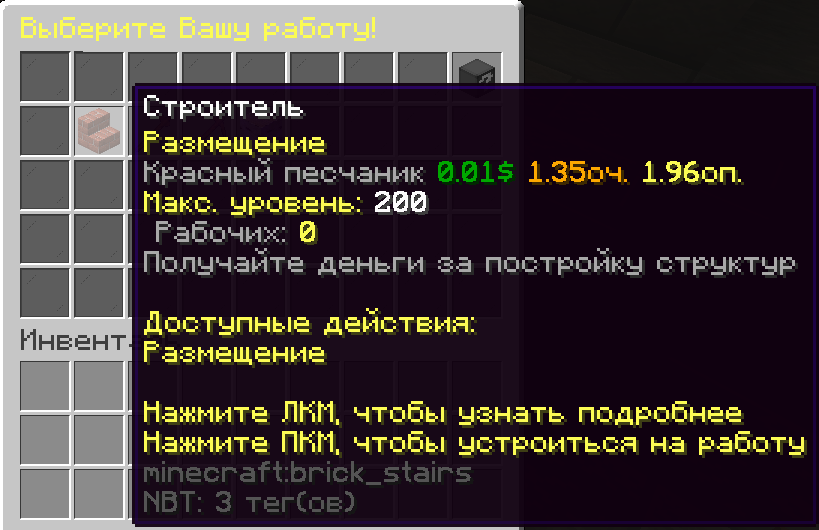 Выберите Вашу работу!
Строитель
Размещение
Красный песчаник 0.01$ 1.35оч. 1.96оп.
Макс. уровень: 200
Рабочих: 0
Получайте деньги за постройку структур
Доступные действия:
Размещение
Инвент
Нажмите ЛКМ, чтобы узнать подробнее
Нажмите ПКМ, чтобы устроиться на работу
minecraft:brick_stairs
NBT: 3 тег(ов)